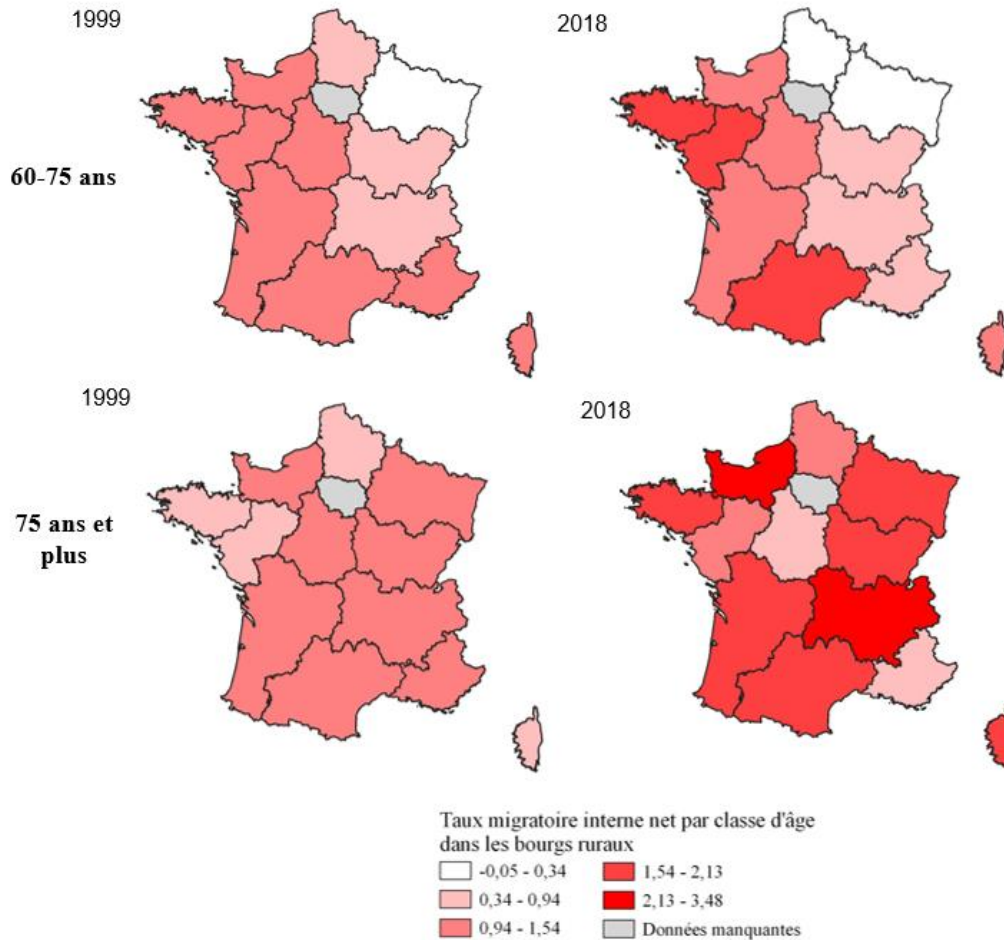 1999
2018
60-75 ans
1999
2018
75 ans et
plus
Taux migratoire interne net par classe d'âge
dans les bourgs ruraux
-0,05 - 0,34
1,54 - 2,13
0,34 - 0,94
2,13 - 3,48
0,94 - 1,54
Données manquantes